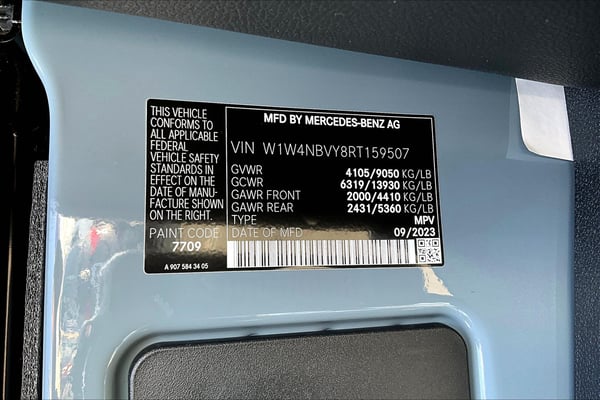 THIS VEHICLE
CONFORMS TO
ALL APPLICABLE
FEDERAL
VEHICLE SAFETY
STANDARDS IN
EFFECT ON THE
DATE OF MANU-
FACTURE SHOWN
ON THE RIGHT.
PAINT CODE
7709
A 907 584 34 05
MFD BY MERCEDES-BENZ AG
VIN W1W4NBVY8RT159507
GVWR 4105/9050 KG/LB
GCWR 6319/13930 KG/LB
GAWR FRONT 2000/4410 KG/LB
GAWR REAR 2431/5360 KG/LB
TYPE MPV
DATE OF MFD 09/2023